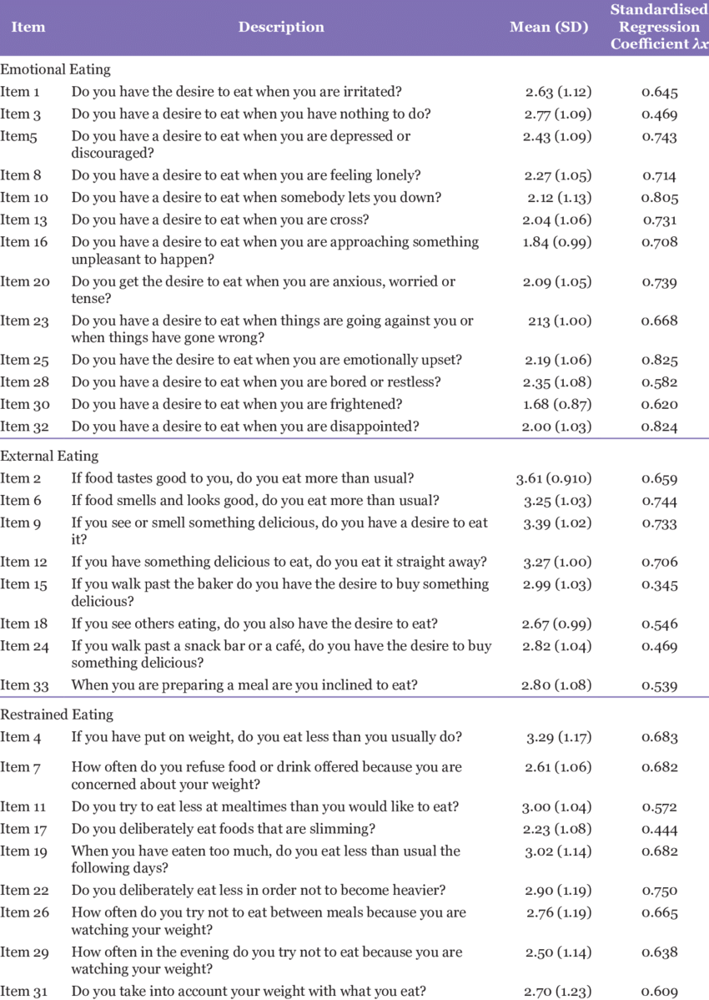 Item Description Mean (SD) Standardised Regression Coefficient λx
Emotional Eating
Item 1 Do you have the desire to eat when you are irritated? 2.63 (1.12) 0.645
Item 3 Do you have a desire to eat when you have nothing to do? 2.77 (1.09) 0.469
Item5 Do you have a desire to eat when you are depressed or 2.43 (1.09) 0.743
discouraged?
Item 8 Do you have a desire to eat when you are feeling lonely? 2.27 (1.05) 0.714
Item 10 Do you have a desire to eat when somebody lets you down? 2.12 (1.13) 0.805
Item 13 Do you have a desire to eat when you are cross? 2.04 (1.06) 0.731
Item 16 Do you have a desire to eat when you are approaching something 1.84 (0.99) 0.708
unpleasant to happen?
Item 20 Do you get the desire to eat when you are anxious, worried or 2.09 (1.05) 0.739
tense?
Item 23 Do you have a desire to eat when things are going against you or 213 (1.00) 0.668
when things have gone wrong?
Item 25 Do you have the desire to eat when you are emotionally upset? 2.19 (1.06) 0.825
Item 28 Do you have a desire to eat when you are bored or restless? 2.35 (1.08) 0.582
Item 30 Do you have a desire to eat when you are frightened? 1.68 (0.87) 0.620
Item 32 Do you have a desire to eat when you are disappointed? 2.00 (1.03) 0.824
External Eating
Item 2 If food tastes good to you, do you eat more than usual? 3.61 (0.910) 0.659
Item 6 If food smells and looks good, do you eat more than usual? 3.25 (1.03) 0.744
Item 9 If you see or smell something delicious, do you have a desire to eat 3.39 (1.02) 0.733
it?
Item 12 If you have something delicious to eat, do you eat it straight away? 3.27 (1.00) 0.706
Item 15 If you walk past the baker do you have the desire to buy something 2.99 (1.03) 0.345
delicious?
Item 18 If you see others eating, do you also have the desire to eat? 2.67 (0.99) 0.546
Item 24 If you walk past a snack bar or a café, do you have the desire to buy 2.82 (1.04) 0.469
something delicious?
Item 33 When you are preparing a meal are you inclined to eat? 2.80 (1.08) 0.539
Restrained Eating
Item 4 If you have put on weight, do you eat less than you usually do? 3.29 (1.17) 0.683
Item 7 How often do you refuse food or drink offered because you are 2.61 (1.06) 0.682
concerned about your weight?
Item 11 Do you try to eat less at mealtimes than you would like to eat? 3.00 (1.04) 0.572
Item 17 Do you deliberately eat foods that are slimming? 2.23 (1.08) 0.444
Item 19 When you have eaten too much, do you eat less than usual the 3.02 (1.14) 0.682
following days?
Item 22 Do you deliberately eat less in order not to become heavier? 2.90 (1.19) 0.750
Item 26 How often do you try not to eat between meals because you are 2.76 (1.19) 0.665
watching your weight?
Item 29 How often in the evening do you try not to eat because you are 2.50 (1.14) 0.638
watching your weight?
Item 31 Do you take into account your weight with what you eat? 2.70 (1.23) 0.609